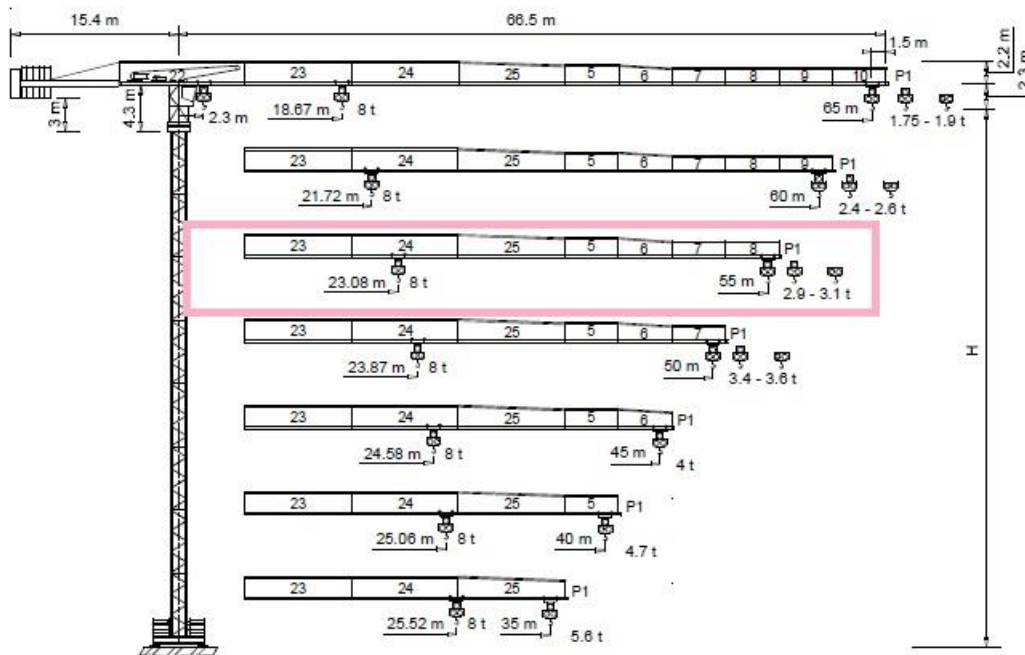 15.4 m 66.5 m
1.5 m 2.2 m
22 23 24 25 5 6 7 8 9 10 P1
2.3 m
3 m 4.3 m 2.3 m 18.67 m 8 t 65 m 1.75 - 1.9 t
23 24 25 5 6 7 8 9 P1
21.72 m 8 t 60 m 2.4 - 2.6 t
23 24 25 5 6 7 8 P1
23.08 m 8 t 55 m 2.9 - 3.1 t
23 24 25 5 6 7 P1
23.87 m 8 t 50 m 3.4 - 3.6 t
H
23 24 25 5 6 P1
24.58 m 8 t 45 m 4 t
23 24 25 5 P1
25.06 m 8 t 40 m 4.7 t
23 24 25 P1
25.52 m 8 t 35 m 5.6 t